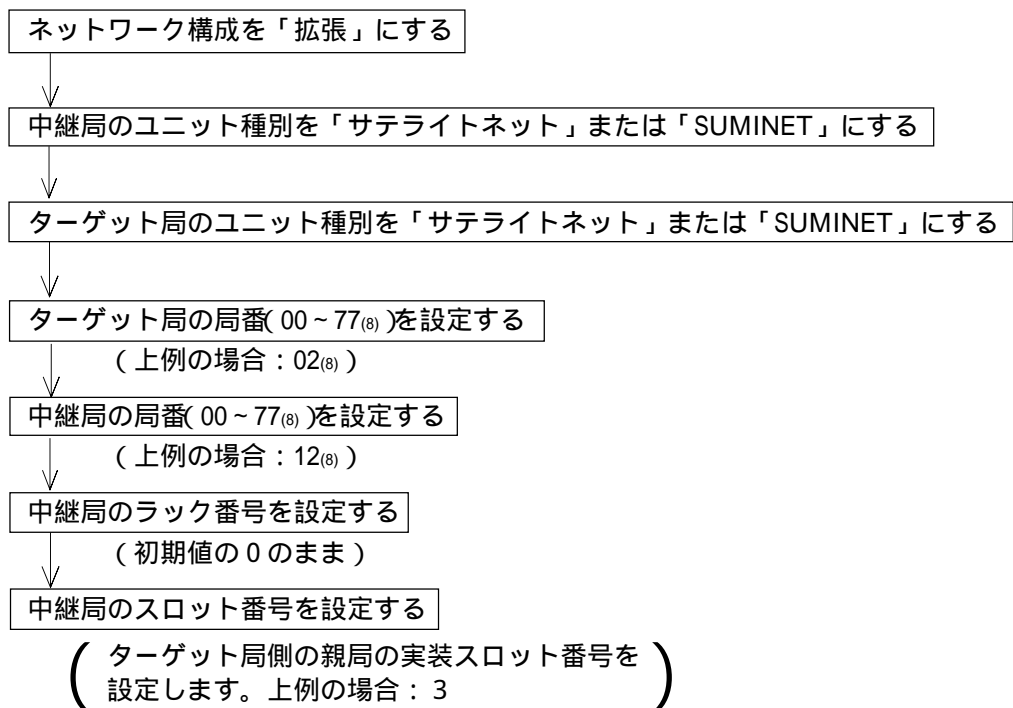 ネットワーク構成を「拡張」にする
中継局のユニット種別を「サテライトネット」または「SUMINET」にする
ターゲット局のユニット種別を「サテライトネット」または「SUMINET」にする
ターゲット局の局番(00~77(8))を設定する
(上例の場合:02(8))
中継局の局番(00~77(8))を設定する
(上例の場合:12(8))
中継局のラック番号を設定する
(初期値の0のまま)
中継局のスロット番号を設定する
(ターゲット局側の親局の実装スロット番号を
設定します。上例の場合:3)